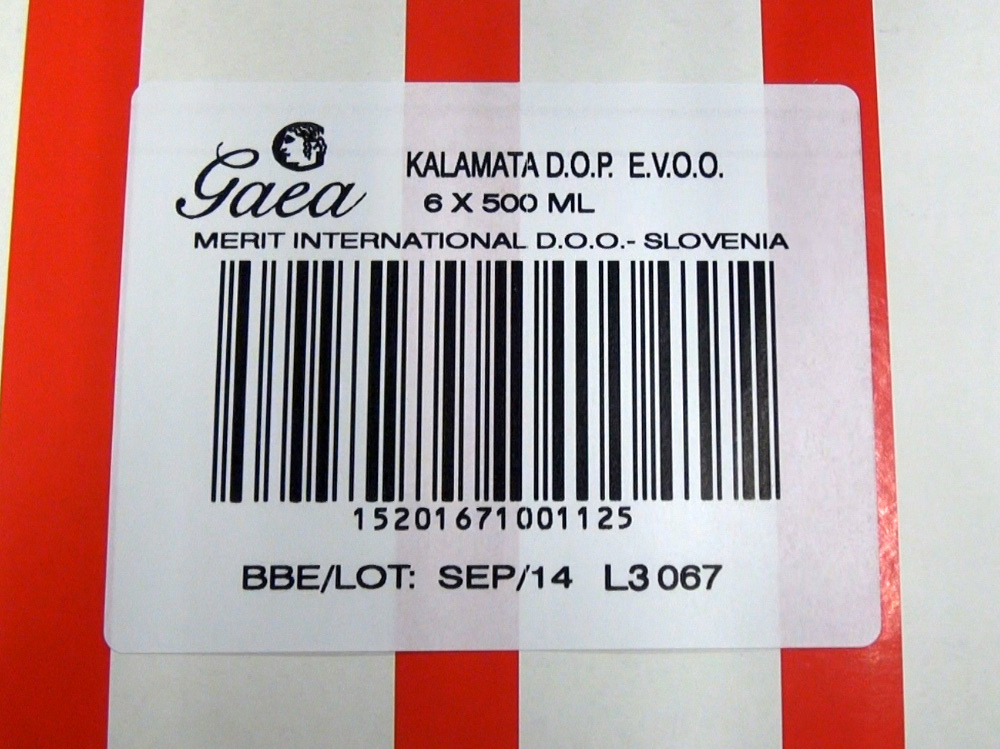 Gaea
KALAMATA D.O.P. E.V.O.O.
6 X 500 ML
MERIT INTERNATIONAL D.O.O.- SLOVENIA
15201671001125
BBE/LOT: SEP/14 L3 067